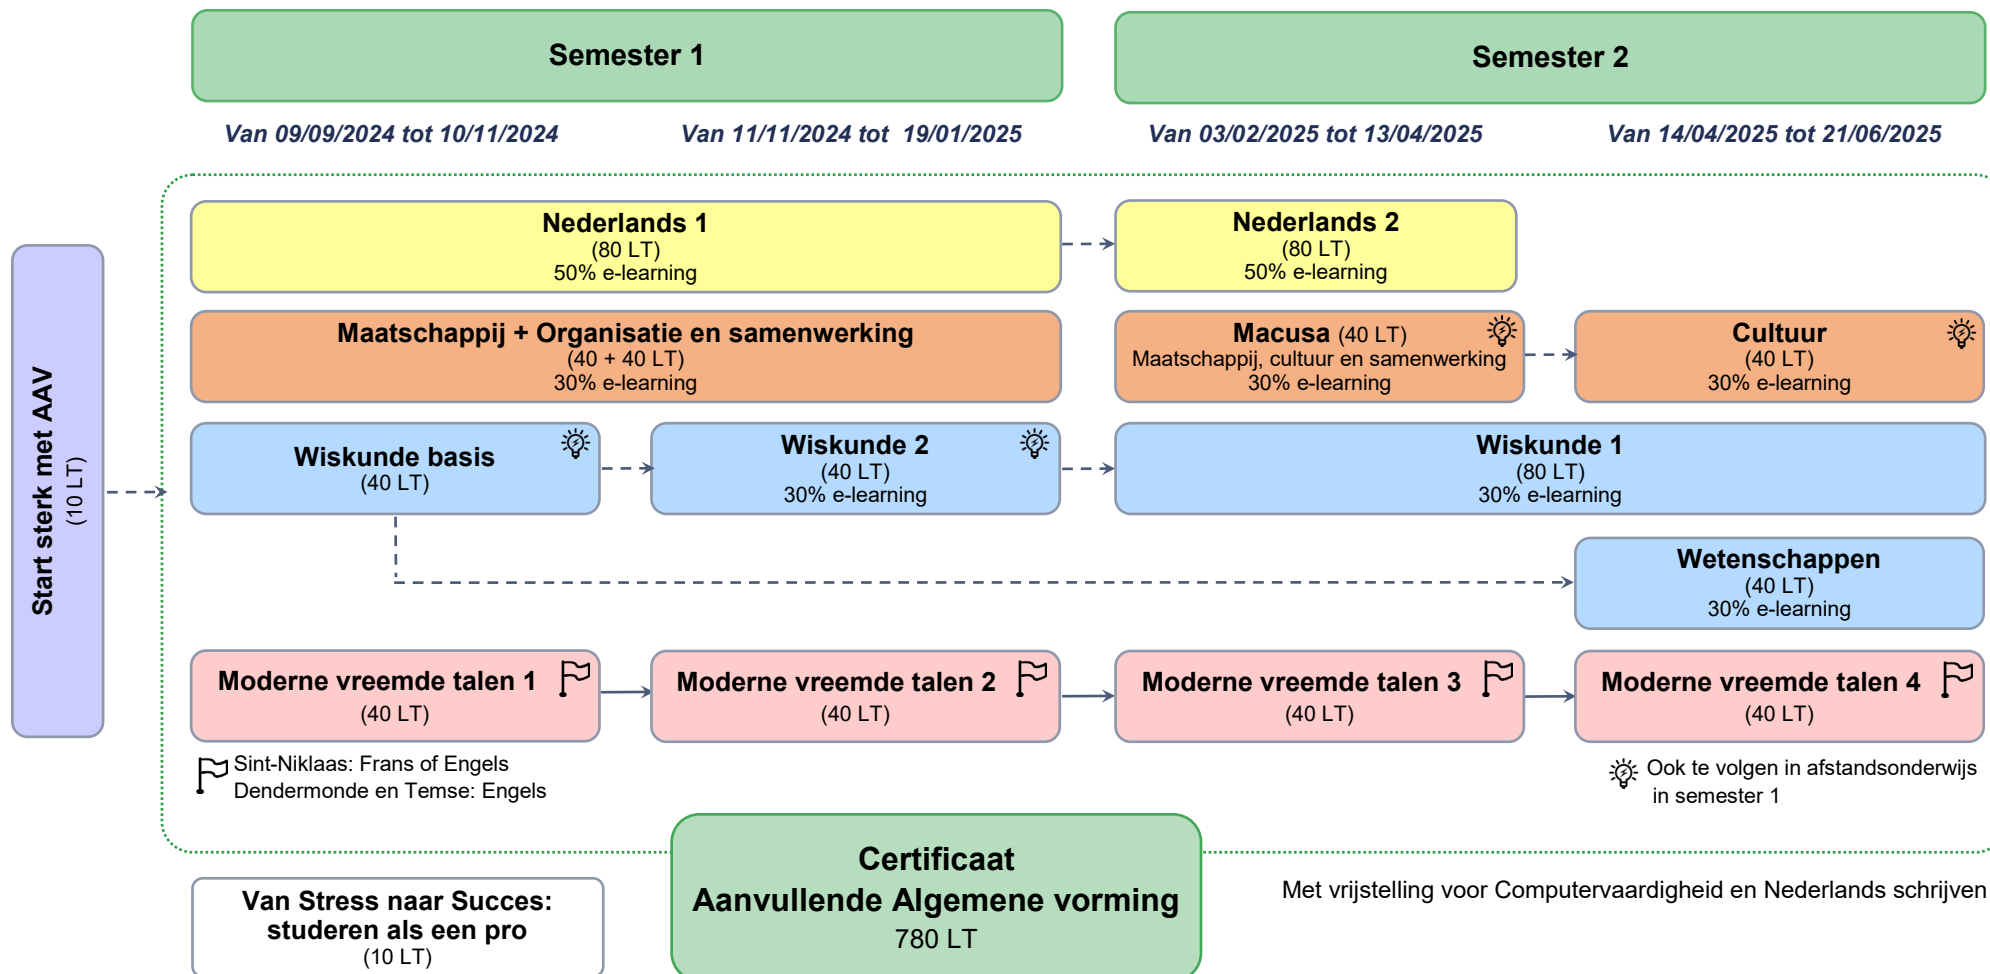 Semester 1
Semester 2
Van 09/09/2024 tot 10/11/2024
Van 11/11/2024 tot 19/01/2025
Van 03/02/2025 tot 13/04/2025
Van 14/04/2025 tot 21/06/2025
Start sterk met AAV
(10 LT)
Nederlands 1
(80 LT)
50% e-learning
Nederlands 2
(80 LT)
50% e-learning
Maatschappij + Organisatie en samenwerking
(40 + 40 LT)
30% e-learning
Macusa (40 LT)
Maatschappij, cultuur en samenwerking
30% e-learning
Cultuur
(40 LT)
30% e-learning
Wiskunde basis
(40 LT)
Wiskunde 2
(40 LT)
30% e-learning
Wiskunde 1
(80 LT)
30% e-learning
Wetenschappen
(40 LT)
30% e-learning
Moderne vreemde talen 1
(40 LT)
Moderne vreemde talen 2
(40 LT)
Moderne vreemde talen 3
(40 LT)
Moderne vreemde talen 4
(40 LT)
Sint-Niklaas: Frans of Engels
Dendermonde en Temse: Engels
Ook te volgen in afstandsonderwijs
in semester 1
Van Stress naar Succes:
studeren als een pro
(10 LT)
Certificaat
Aanvullende Algemene vorming
780 LT
Met vrijstelling voor Computervaardigheid en Nederlands schrijven